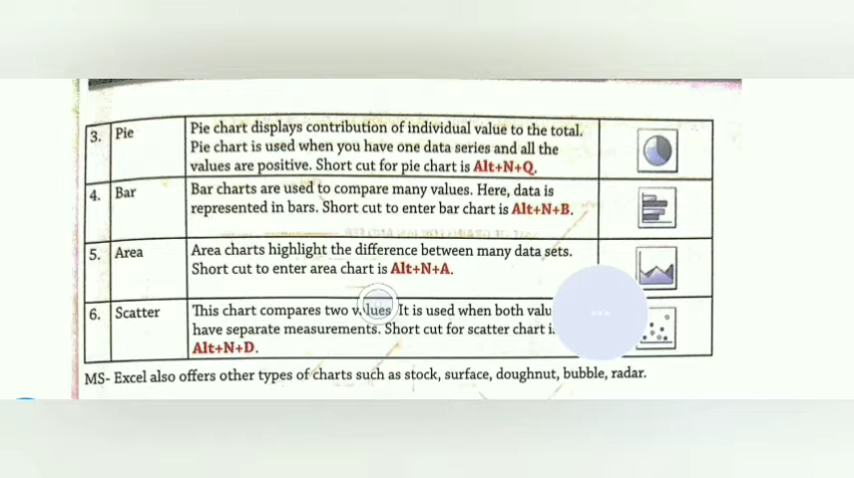 3. Pie Pie chart displays contribution of individual value to the total.
Pie chart is used when you have one data series and all the
values are positive. Short cut for pie chart is Alt+N+Q.
4. Bar Bar charts are used to compare many values. Here, data is
represented in bars. Short cut to enter bar chart is Alt+N+B.
5. Area Area charts highlight the difference between many data sets.
Short cut to enter area chart is Alt+N+A.
6. Scatter This chart compares two values It is used when both
have separate measurements. Short cut for scatter chart
Alt+N+D.
MS- Excel also offers other types of charts such as stock, surface, doughnut, bubble, radar.